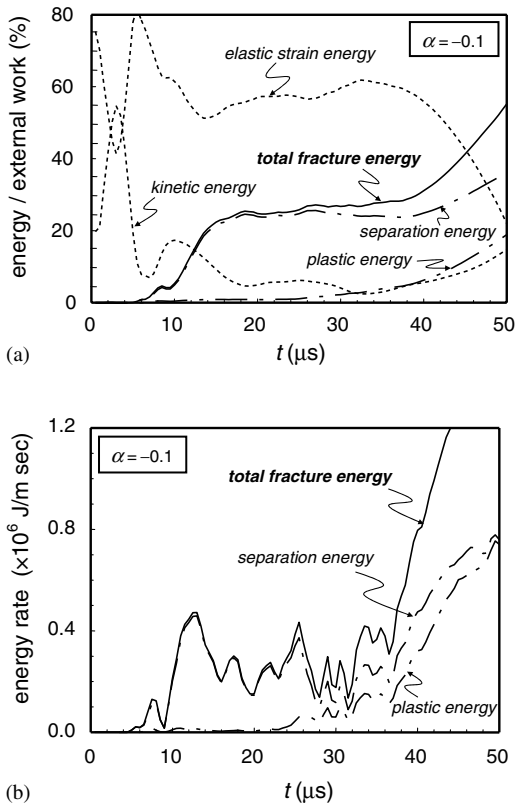 80
60
40
20
0
energy / external work (%)
α = −0.1
elastic strain energy
total fracture energy
kinetic energy
separation energy
plastic energy
0 10 20 30 40 50
(a)
t (μs)
1.2
0.8
0.4
0.0
energy rate (×10⁶ J/m sec)
α = −0.1
total fracture energy
separation energy
plastic energy
0 10 20 30 40 50
(b)
t (μs)